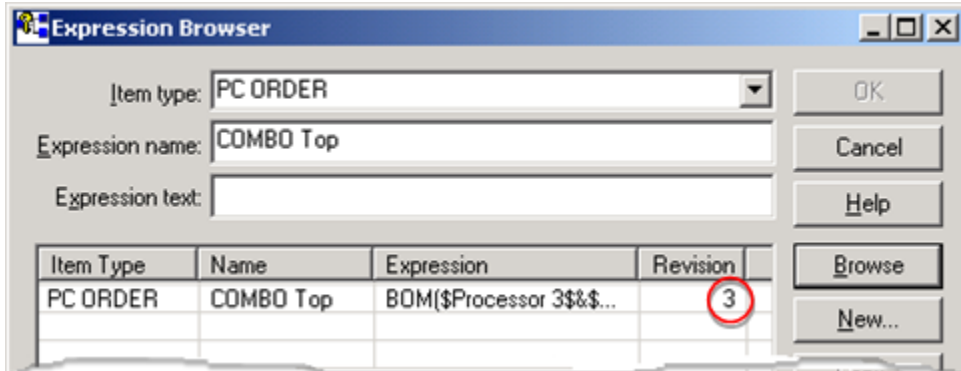 Expression Browser
Item type: PC ORDER
OK
Expression name: COMBO Top
Cancel
Expression text:
Help
Item Type Name Expression Revision
Browse
PC ORDER COMBO Top BOM($Processor 3$&$... 3
New...